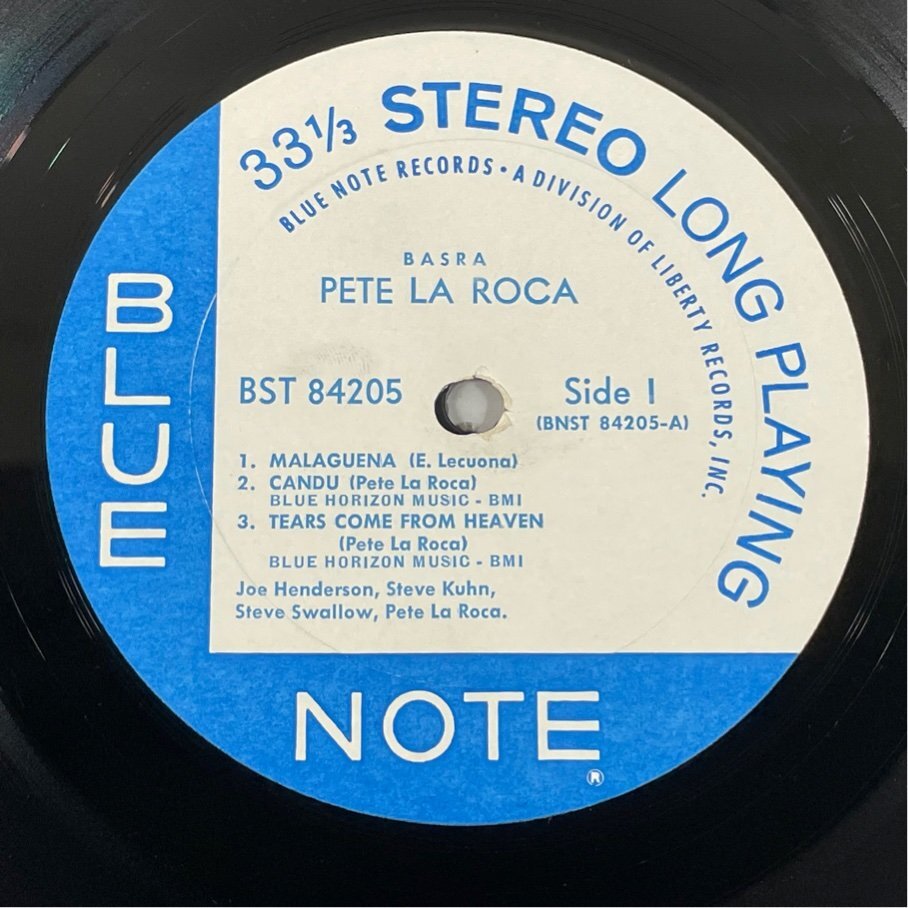 33⅓ STEREO LONG PLAYING
BLUE NOTE RECORDS • A DIVISION OF LIBERTY RECORDS, INC.
BASRA
PETE LA ROCA
BST 84205
Side 1
(BNST 84205-A)
1. MALAGUENA (E. Lecuona)
2. CANDU (Pete La Roca)
BLUE HORIZON MUSIC - BMI
3. TEARS COME FROM HEAVEN
(Pete La Roca)
BLUE HORIZON MUSIC - BMI
Joe Henderson, Steve Kuhn,
Steve Swallow, Pete La Roca.
BLUE
NOTE
®